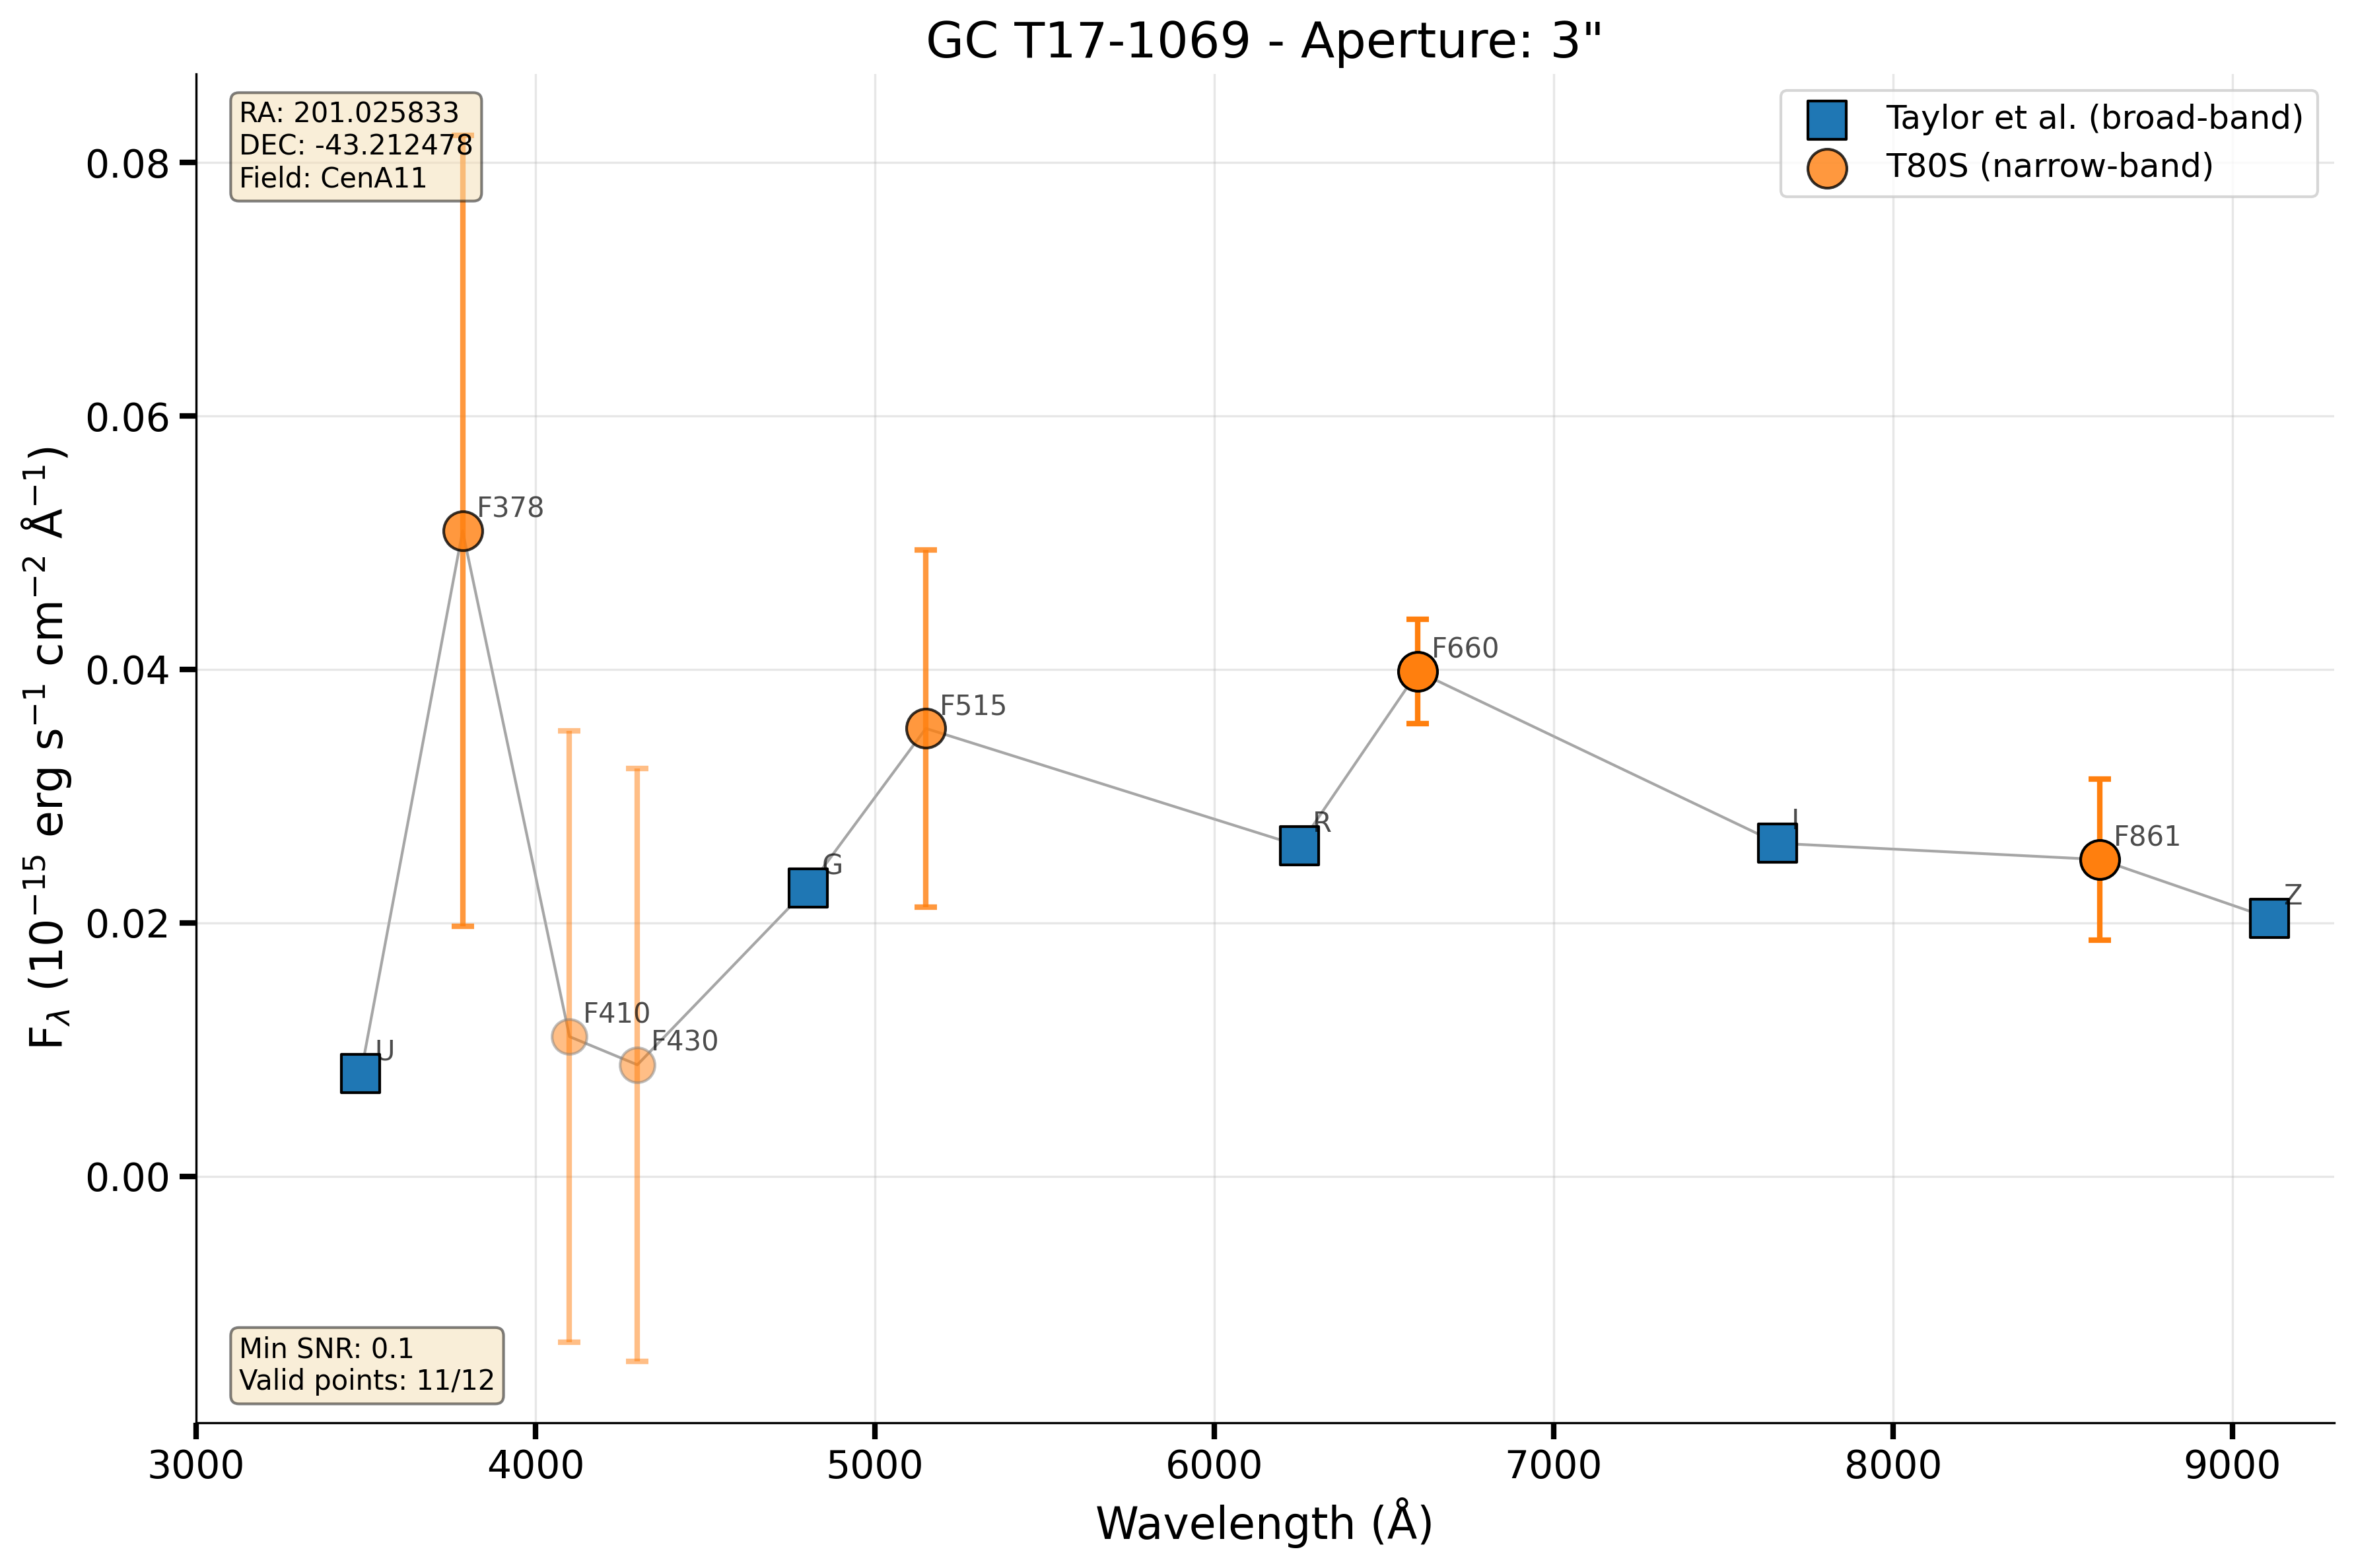 GC T17-1069 - Aperture: 3"
RA: 201.025833
DEC: -43.212478
Field: CenA11
Taylor et al. (broad-band)
T80S (narrow-band)
0.08
0.06
0.04
0.02
0.00
F_λ (10⁻¹⁵ erg s⁻¹ cm⁻² Å⁻¹)
F378
F515
F660
R
I
F861
G
Z
F410
F430
U
Min SNR: 0.1
Valid points: 11/12
3000 4000 5000 6000 7000 8000 9000
Wavelength (Å)